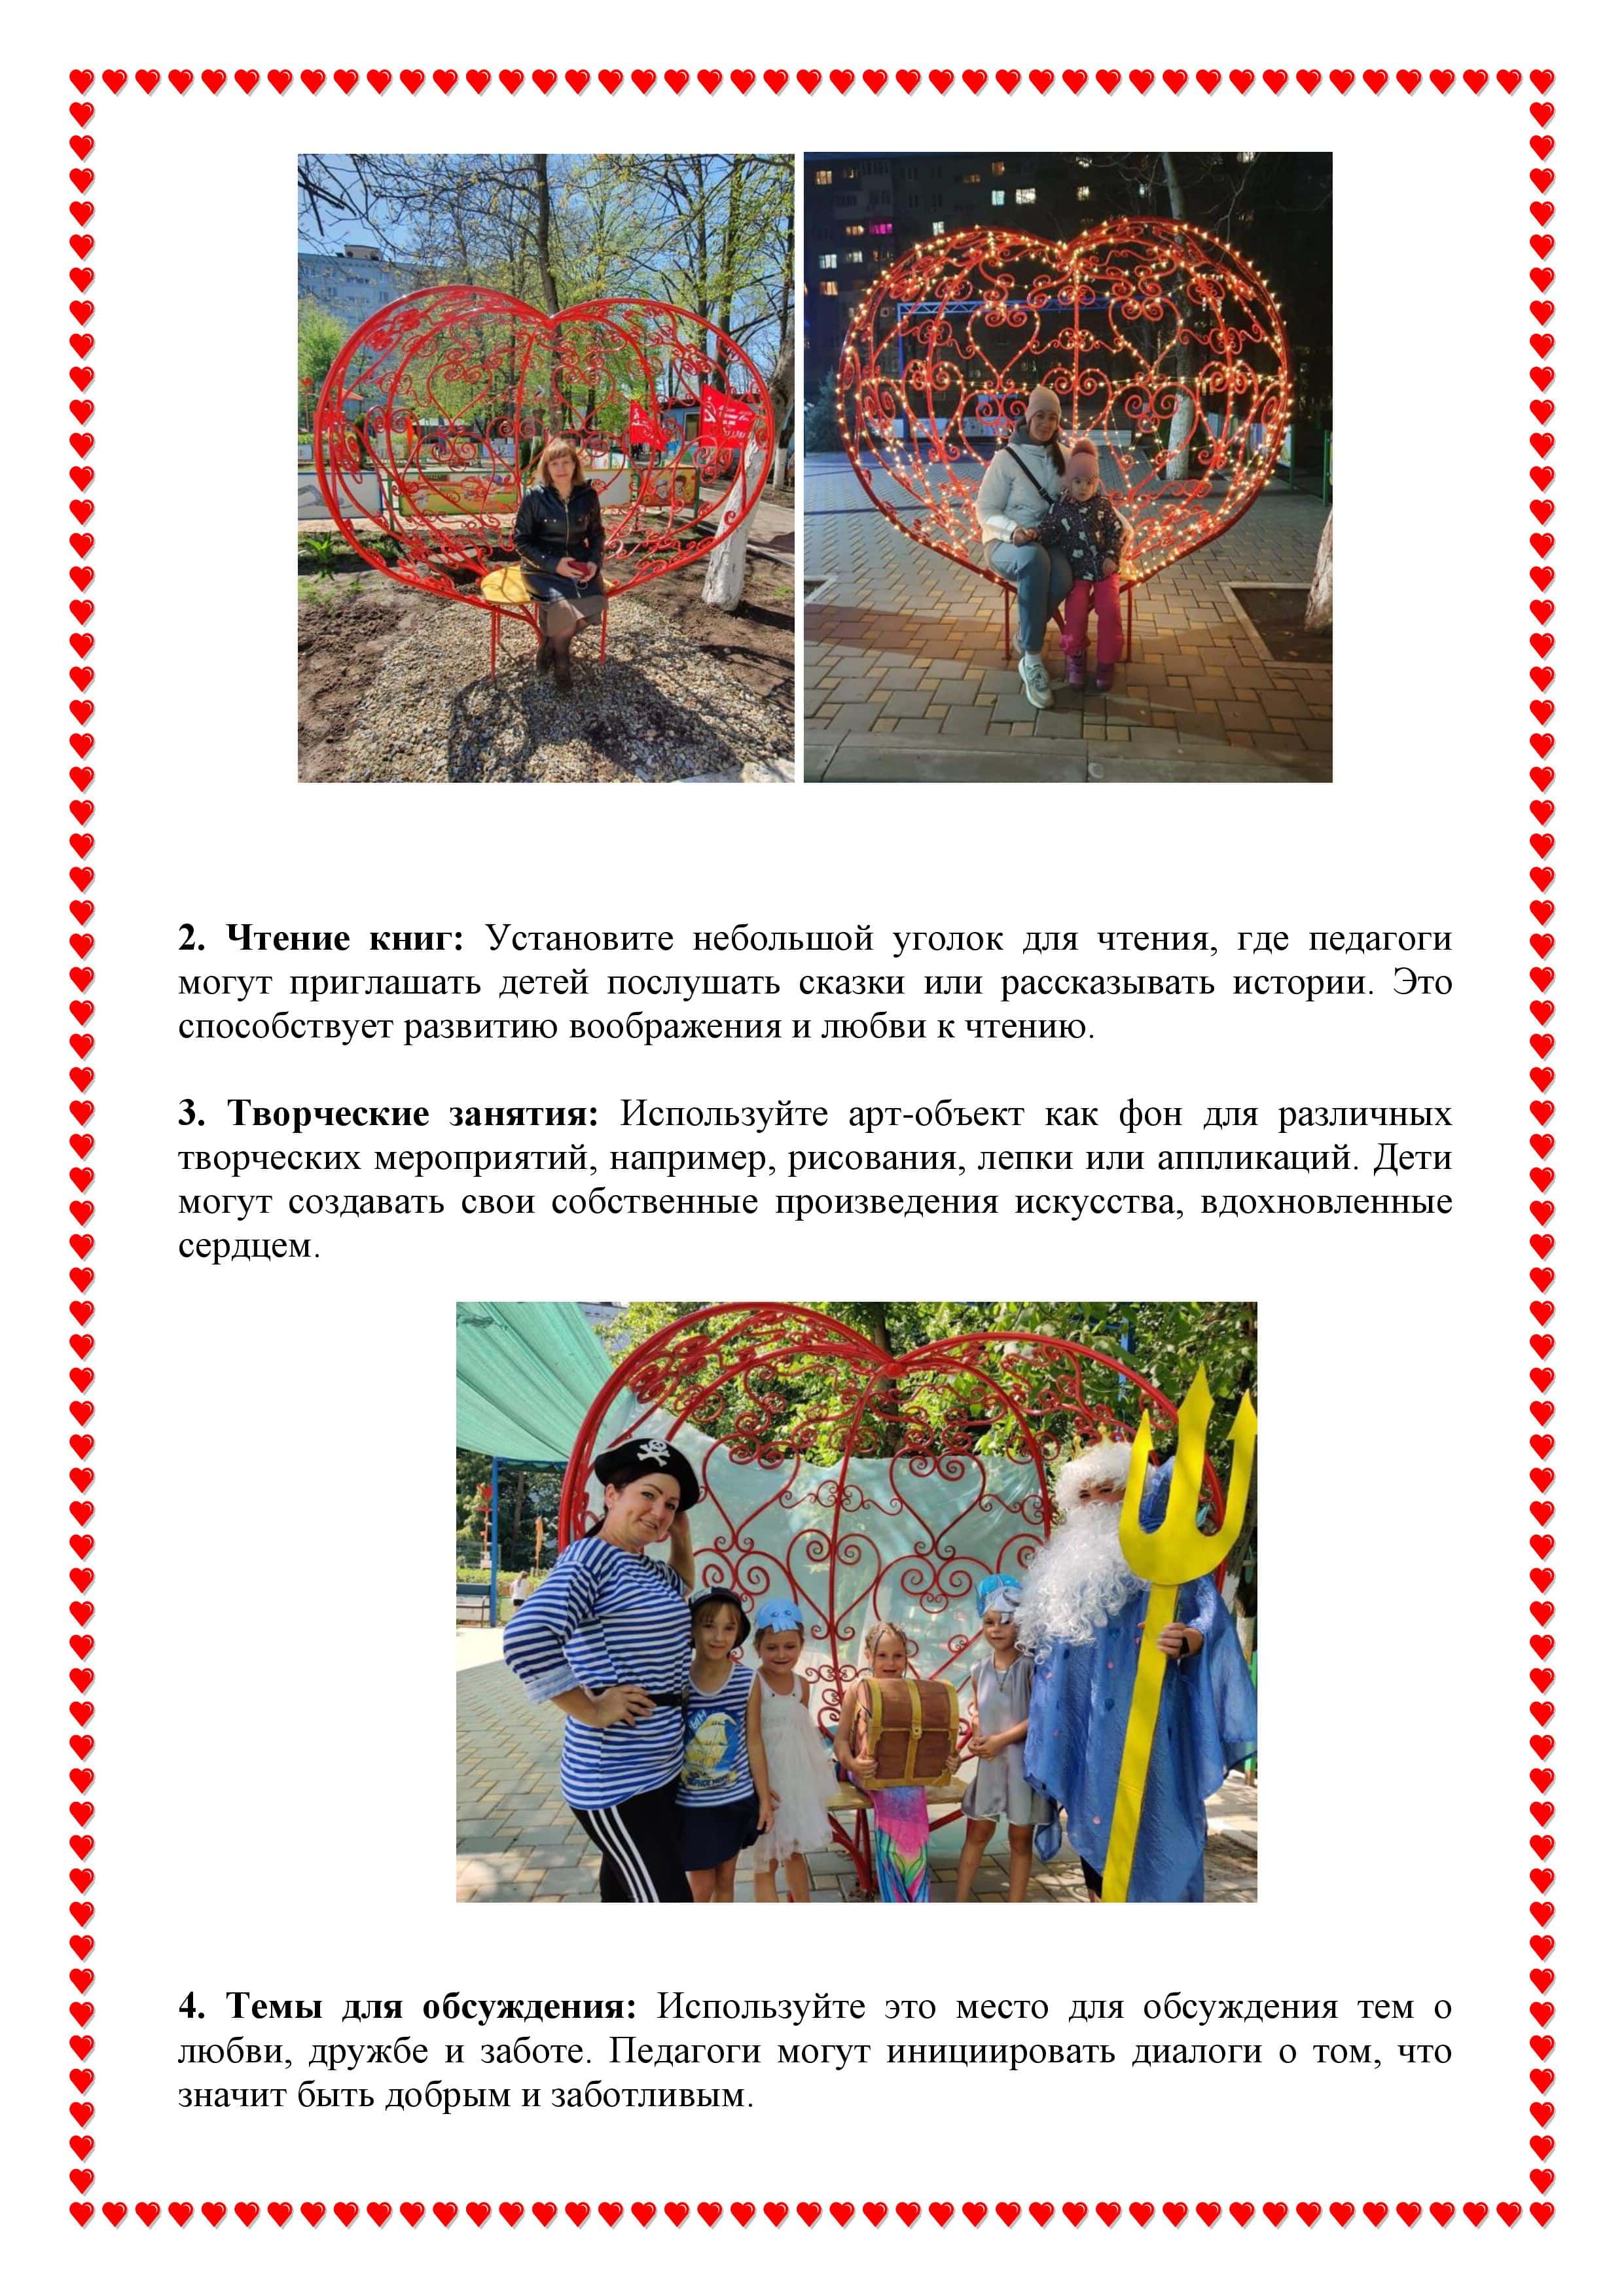 2. Чтение книг: Установите небольшой уголок для чтения, где педагоги
могут приглашать детей послушать сказки или рассказывать истории. Это
способствует развитию воображения и любви к чтению.
3. Творческие занятия: Используйте арт-объект как фон для различных
творческих мероприятий, например, рисования, лепки или аппликаций. Дети
могут создавать свои собственные произведения искусства, вдохновленные
сердцем.
4. Темы для обсуждения: Используйте это место для обсуждения тем о
любви, дружбе и заботе. Педагоги могут инициировать диалоги о том, что
значит быть добрым и заботливым.